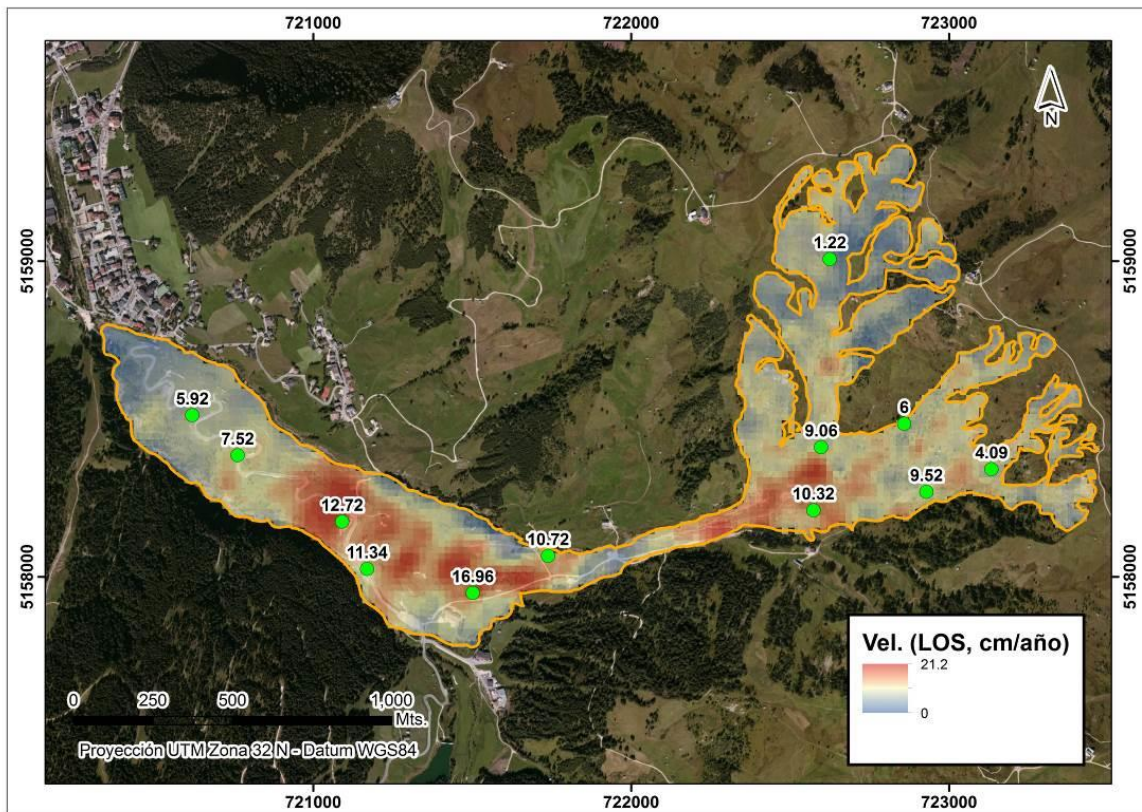 721000 722000 723000
N
5159000 5159000
5158000 5158000
1.22
5.92
7.52
6
9.06
4.09
9.52
10.32
12.72
10.72
11.34
16.96
Vel. (LOS, cm/año)
21.2
0
0 250 500 1,000
Mts.
Proyección UTM Zona 32 N - Datum WGS84
721000 722000 723000